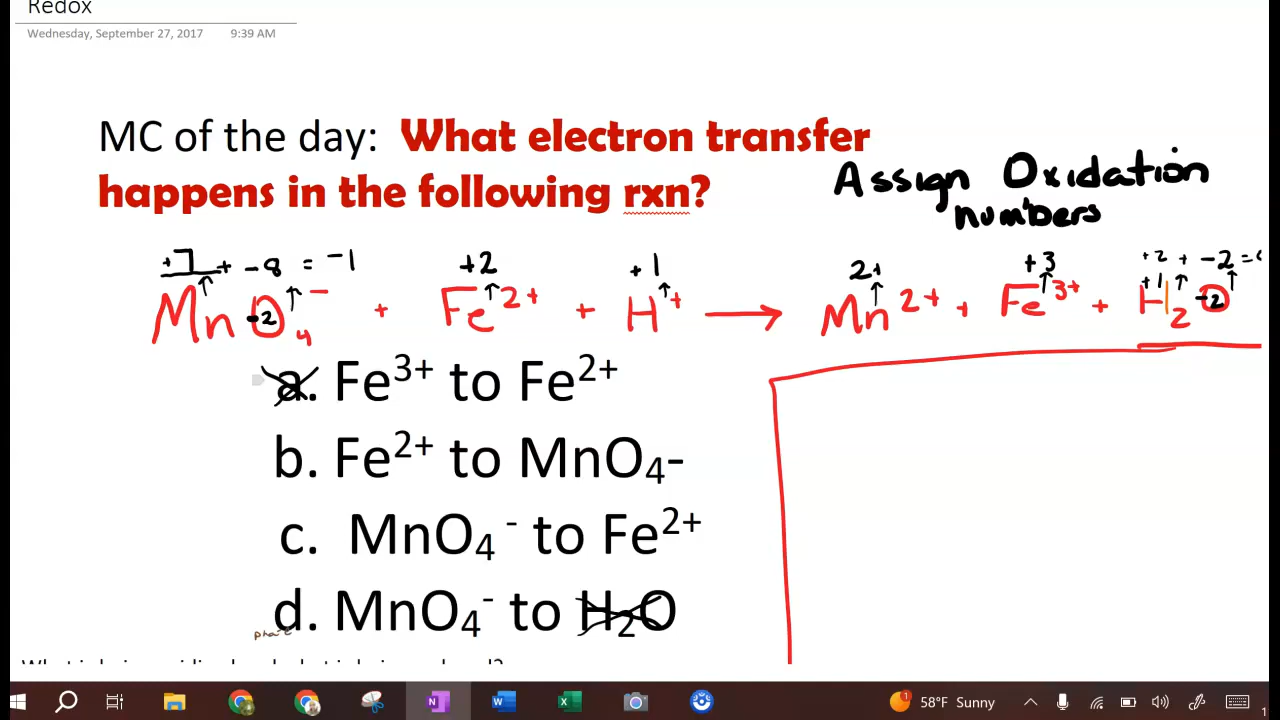 Redox
Wednesday, September 27, 2017 9:39 AM
MC of the day: What electron transfer
happens in the following rxn?
Assign Oxidation
numbers
+7 + -8 = -1 +2 +1 2+ +3 +2 + -2 =
MnO₄⁻ + Fe²⁺ + H⁺ → Mn²⁺ + Fe³⁺ + H₂O
-2 +1 -2
a. Fe³⁺ to Fe²⁺
b. Fe²⁺ to MnO₄-
c. MnO₄⁻ to Fe²⁺
d. MnO₄⁻ to H₂O
phase
58°F Sunny
1